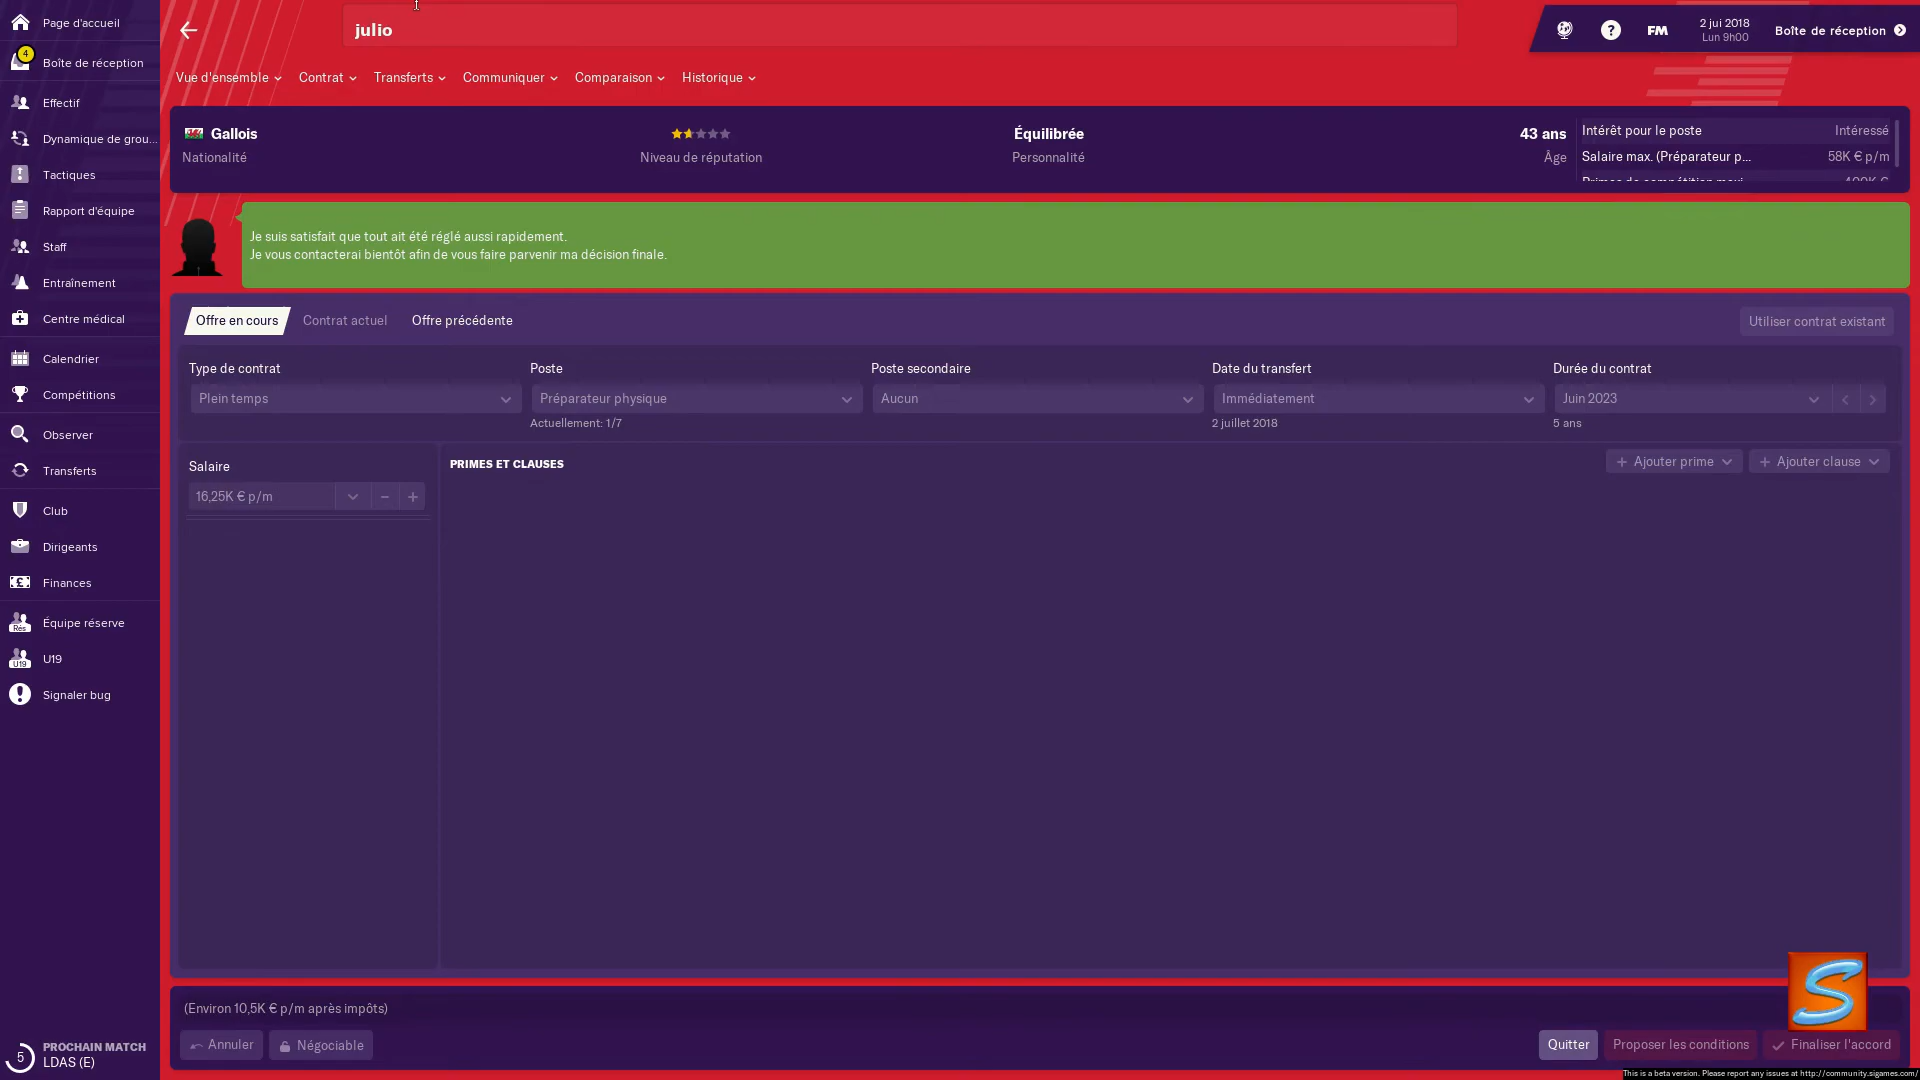 Page d'accueil
4
Boîte de réception
Effectif
Dynamique de grou...
Tactiques
Rapport d'équipe
Staff
Entraînement
Centre médical
Calendrier
Compétitions
Observer
Transferts
Club
Dirigeants
Finances
Rés
Équipe réserve
U19
U19
Signaler bug
5
PROCHAIN MATCH
LDAS (E)
julio
FM
2 jui 2018
Lun 9h00
Boîte de réception
Vue d'ensemble
Contrat
Transferts
Communiquer
Comparaison
Historique
Gallois
Nationalité
Niveau de réputation
Équilibrée
Personnalité
43 ans
Âge
Intérêt pour le poste Intéressé
Salaire max. (Préparateur p... 58K € p/m
Je suis satisfait que tout ait été réglé aussi rapidement.
Je vous contacterai bientôt afin de vous faire parvenir ma décision finale.
Offre en cours
Contrat actuel
Offre précédente
Utiliser contrat existant
Type de contrat
Plein temps
Poste
Préparateur physique
Actuellement: 1/7
Poste secondaire
Aucun
Date du transfert
Immédiatement
2 juillet 2018
Durée du contrat
Juin 2023
5 ans
Salaire
16,25K € p/m
PRIMES ET CLAUSES
Ajouter prime
Ajouter clause
(Environ 10,5K € p/m après impôts)
Annuler
Négociable
Quitter
Proposer les conditions
Finaliser l'accord
S
This is a beta version. Please report any issues at http://community.sigames.com/